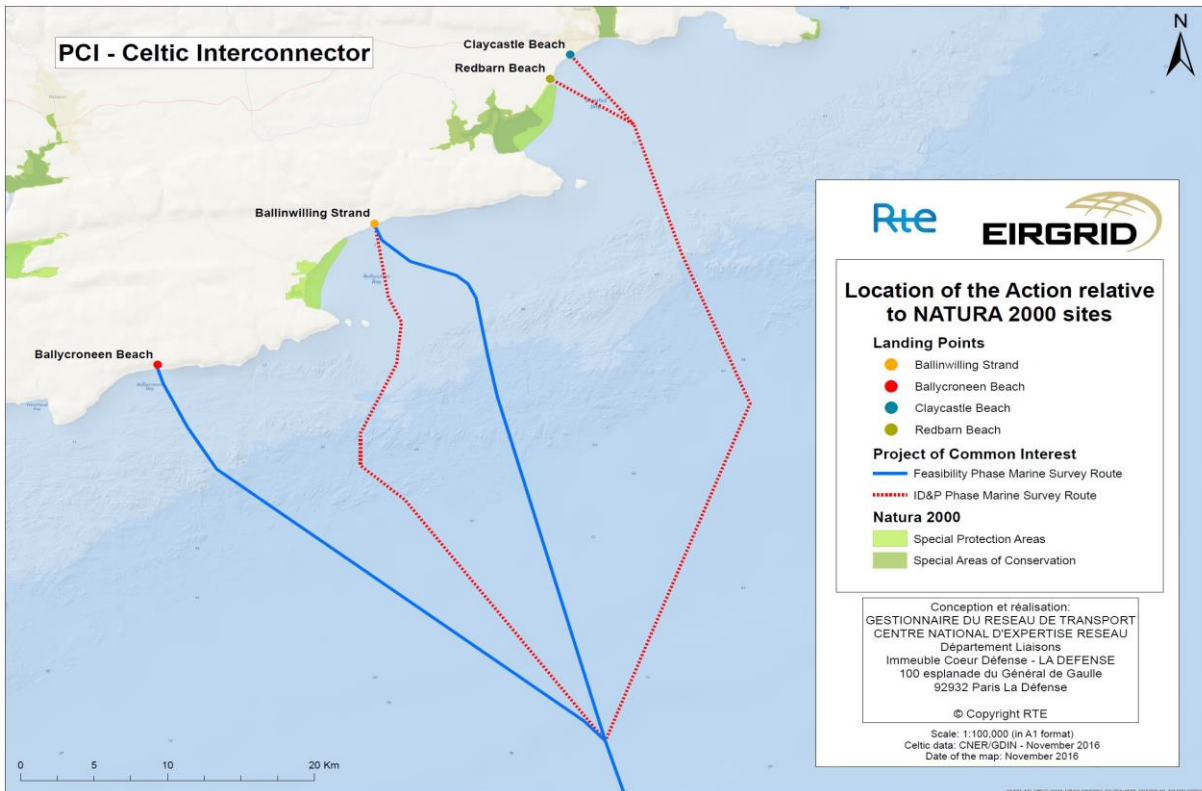 PCI - Celtic Interconnector
N
Claycastle Beach
Redbarn Beach
Ballinwilling Strand
Ballycroneen Beach
Rte
EIRGRID
Location of the Action relative
to NATURA 2000 sites
Landing Points
Ballinwilling Strand
Ballycroneen Beach
Claycastle Beach
Redbarn Beach
Project of Common Interest
Feasibility Phase Marine Survey Route
ID&P Phase Marine Survey Route
Natura 2000
Special Protection Areas
Special Areas of Conservation
Conception et réalisation:
GESTIONNAIRE DU RESEAU DE TRANSPORT
CENTRE NATIONAL D'EXPERTISE RESEAU
Département Liaisons
Immeuble Coeur Défense - LA DEFENSE
100 esplanade du Général de Gaulle
92932 Paris La Défense
© Copyright RTE
Scale: 1:100,000 (in A1 format)
Celtic data: CNER/GDIN - November 2016
Date of the map: November 2016
0 5 10 20 Km